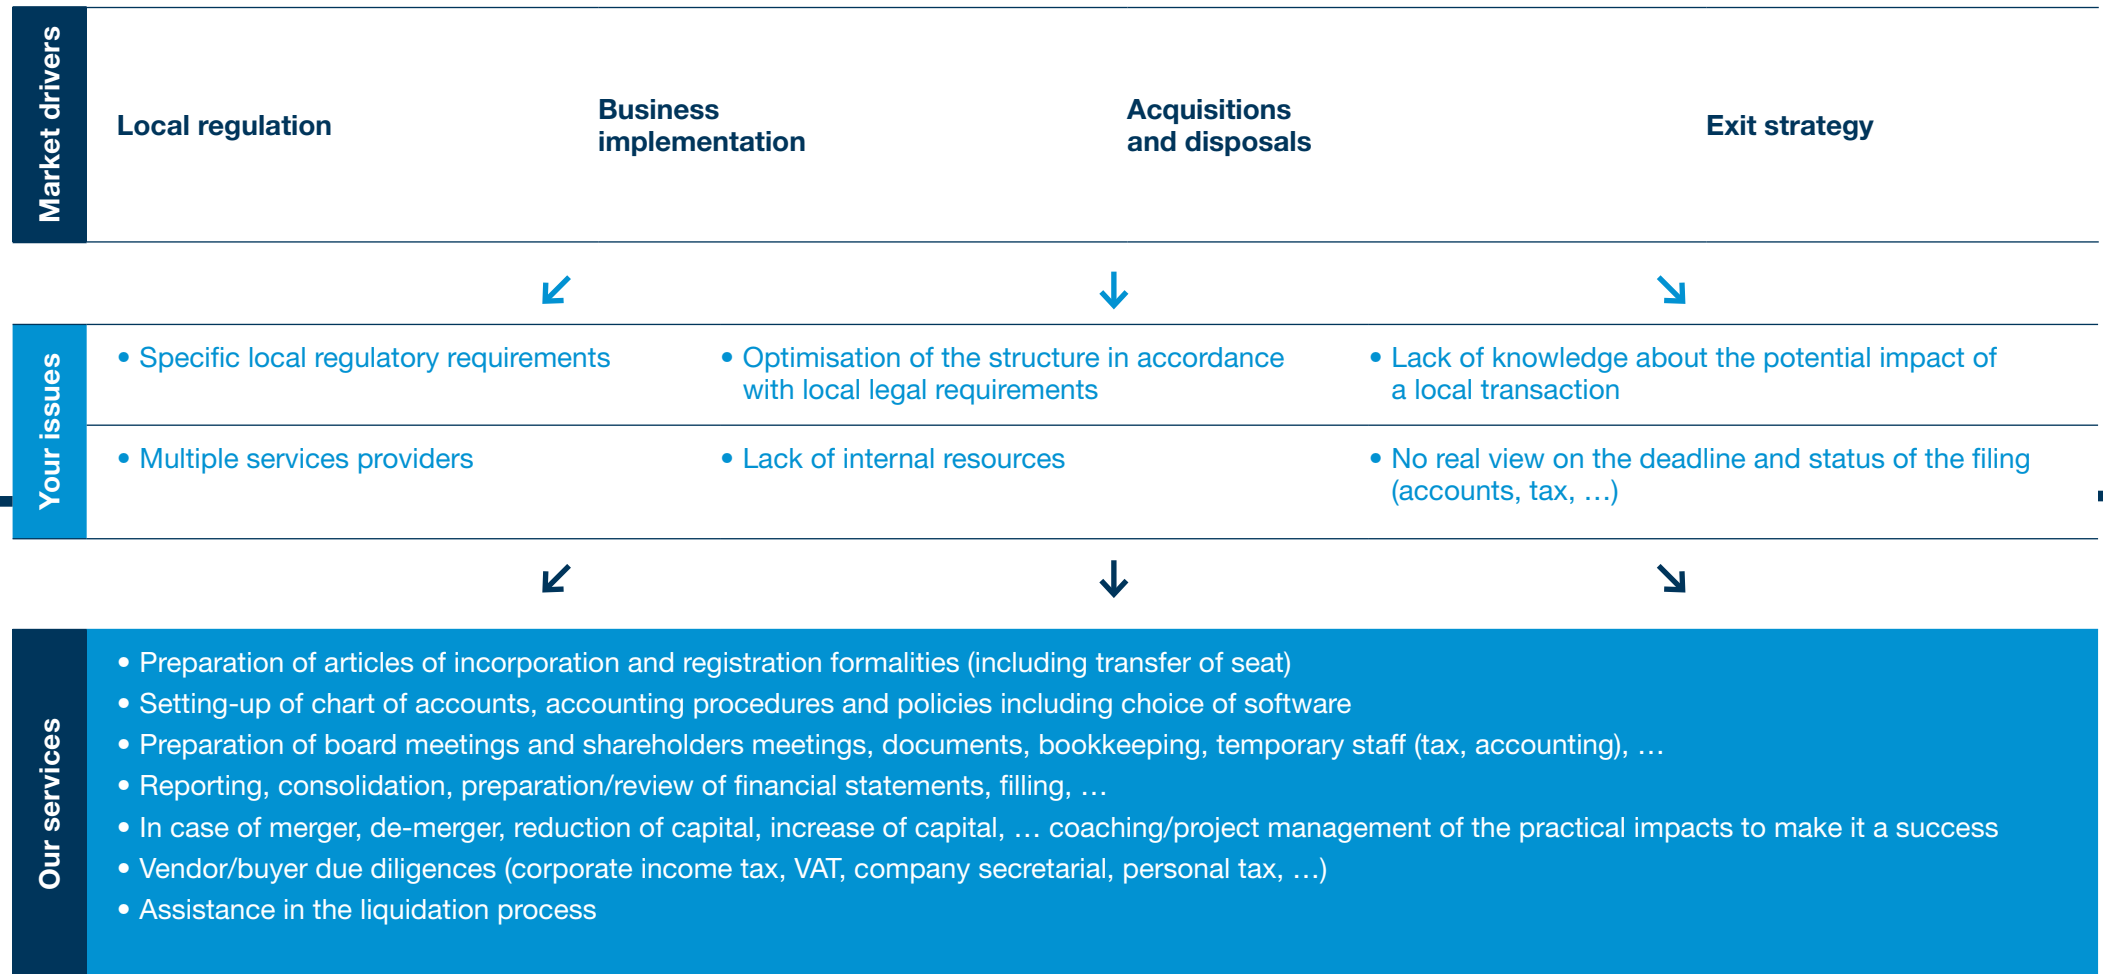 Market drivers
Local regulation
Business
implementation
Acquisitions
and disposals
Exit strategy
Your issues
• Specific local regulatory requirements
• Optimisation of the structure in accordance
with local legal requirements
• Lack of knowledge about the potential impact of
a local transaction
• Multiple services providers
• Lack of internal resources
• No real view on the deadline and status of the filing
(accounts, tax, …)
Our services
• Preparation of articles of incorporation and registration formalities (including transfer of seat)
• Setting-up of chart of accounts, accounting procedures and policies including choice of software
• Preparation of board meetings and shareholders meetings, documents, bookkeeping, temporary staff (tax, accounting), …
• Reporting, consolidation, preparation/review of financial statements, filling, …
• In case of merger, de-merger, reduction of capital, increase of capital, … coaching/project management of the practical impacts to make it a success
• Vendor/buyer due diligences (corporate income tax, VAT, company secretarial, personal tax, …)
• Assistance in the liquidation process